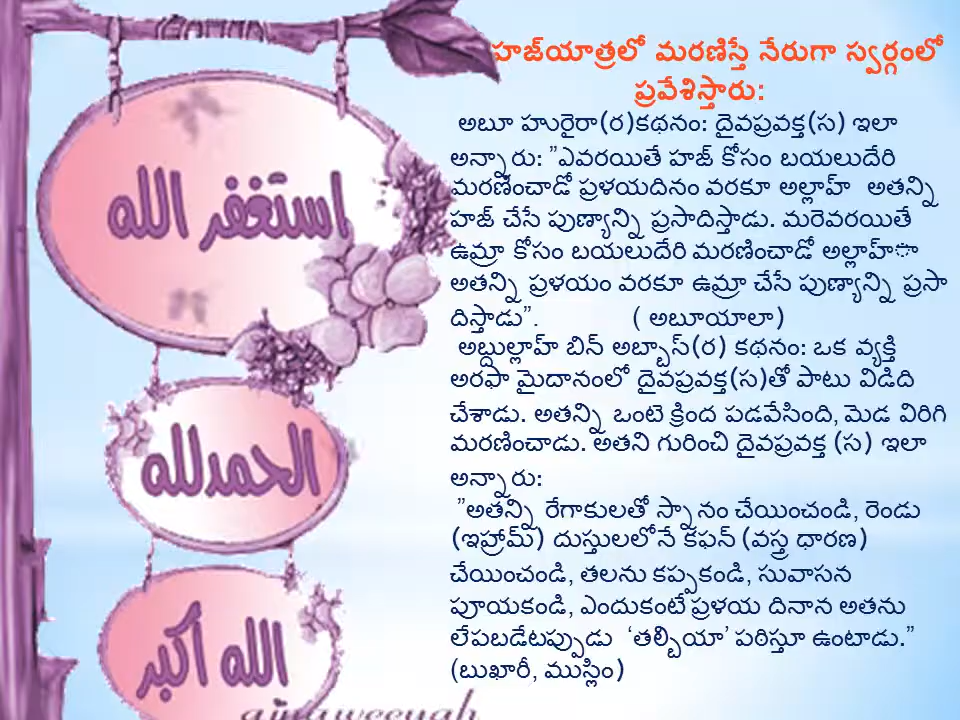 استغفر الله
الحمدلله
الله أكبر
హజ్‌యాత్రలో మరణిస్తే నేరుగా స్వర్గంలో
ప్రవేశిస్తారు:
అబూ హురైరా(ర)కథనం: దైవప్రవక్త(స) ఇలా
అన్నారు: ”ఎవరయితే హజ్ కోసం బయలుదేరి
మరణించాడో ప్రళయదినం వరకూ అల్లాహ్ అతన్ని
హజ్ చేసే పుణ్యాన్ని ప్రసాదిస్తాడు. మరెవరయితే
ఉమ్రా కోసం బయలుదేరి మరణించాడో అల్లాహ్‌ా
అతన్ని ప్రళయం వరకూ ఉమ్రా చేసే పుణ్యాన్ని ప్రసా
దిస్తాడు”. ( అబూయాలా)
అబ్దుల్లాహ్ బిన్ అబ్బాస్(ర) కథనం: ఒక వ్యక్తి
అరఫా మైదానంలో దైవప్రవక్త(స)తో పాటు విడిది
చేశాడు. అతన్ని ఒంటె క్రింద పడవేసింది, మెడ విరిగి
మరణించాడు. అతని గురించి దైవప్రవక్త (స) ఇలా
అన్నారు:
”అతన్ని రేగాకులతో స్నానం చేయించండి, రెండు
(ఇహ్రామ్) దుస్తులలోనే కఫన్ (వస్త్ర ధారణ)
చేయించండి, తలను కప్పకండి, సువాసన
పూయకండి, ఎందుకంటే ప్రళయ దినాన అతను
లేపబడేటప్పుడు ‘తల్బియా’ పఠిస్తూ ఉంటాడు.”
(బుఖారీ, ముస్లిం)